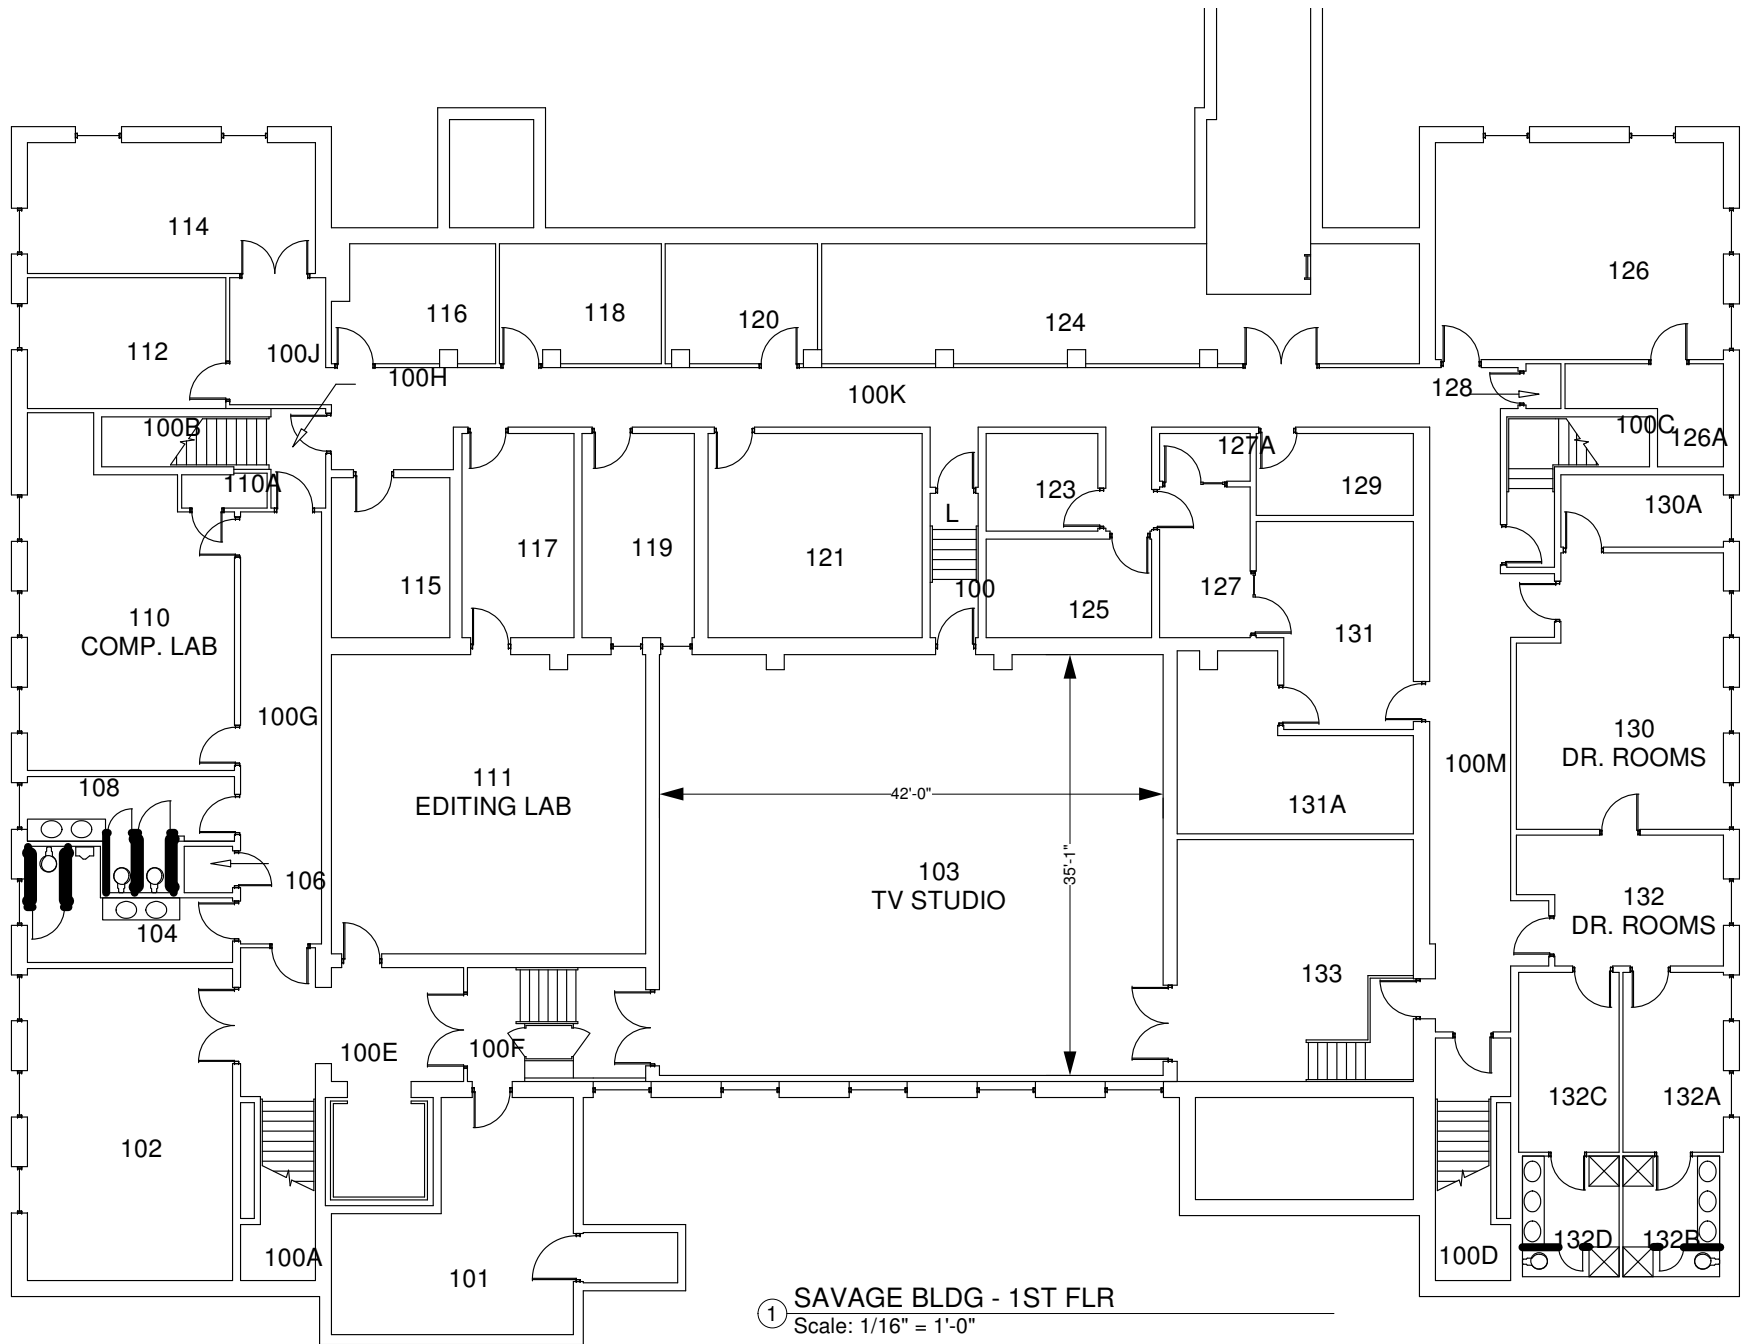 114
126
116
118
120
124
112
100J
100H
100K
128
100B
100C
126A
127A
110A
123
129
130A
L
117
119
121
115
100
125
127
131
110
COMP. LAB
100G
130
DR. ROOMS
100M
111
EDITING LAB
108
42'-0"
131A
35'-1"
103
TV STUDIO
106
132
DR. ROOMS
104
133
100E
100F
132C
132A
102
132D
132B
100A
100D
101
1
SAVAGE BLDG - 1ST FLR
Scale: 1/16" = 1'-0"